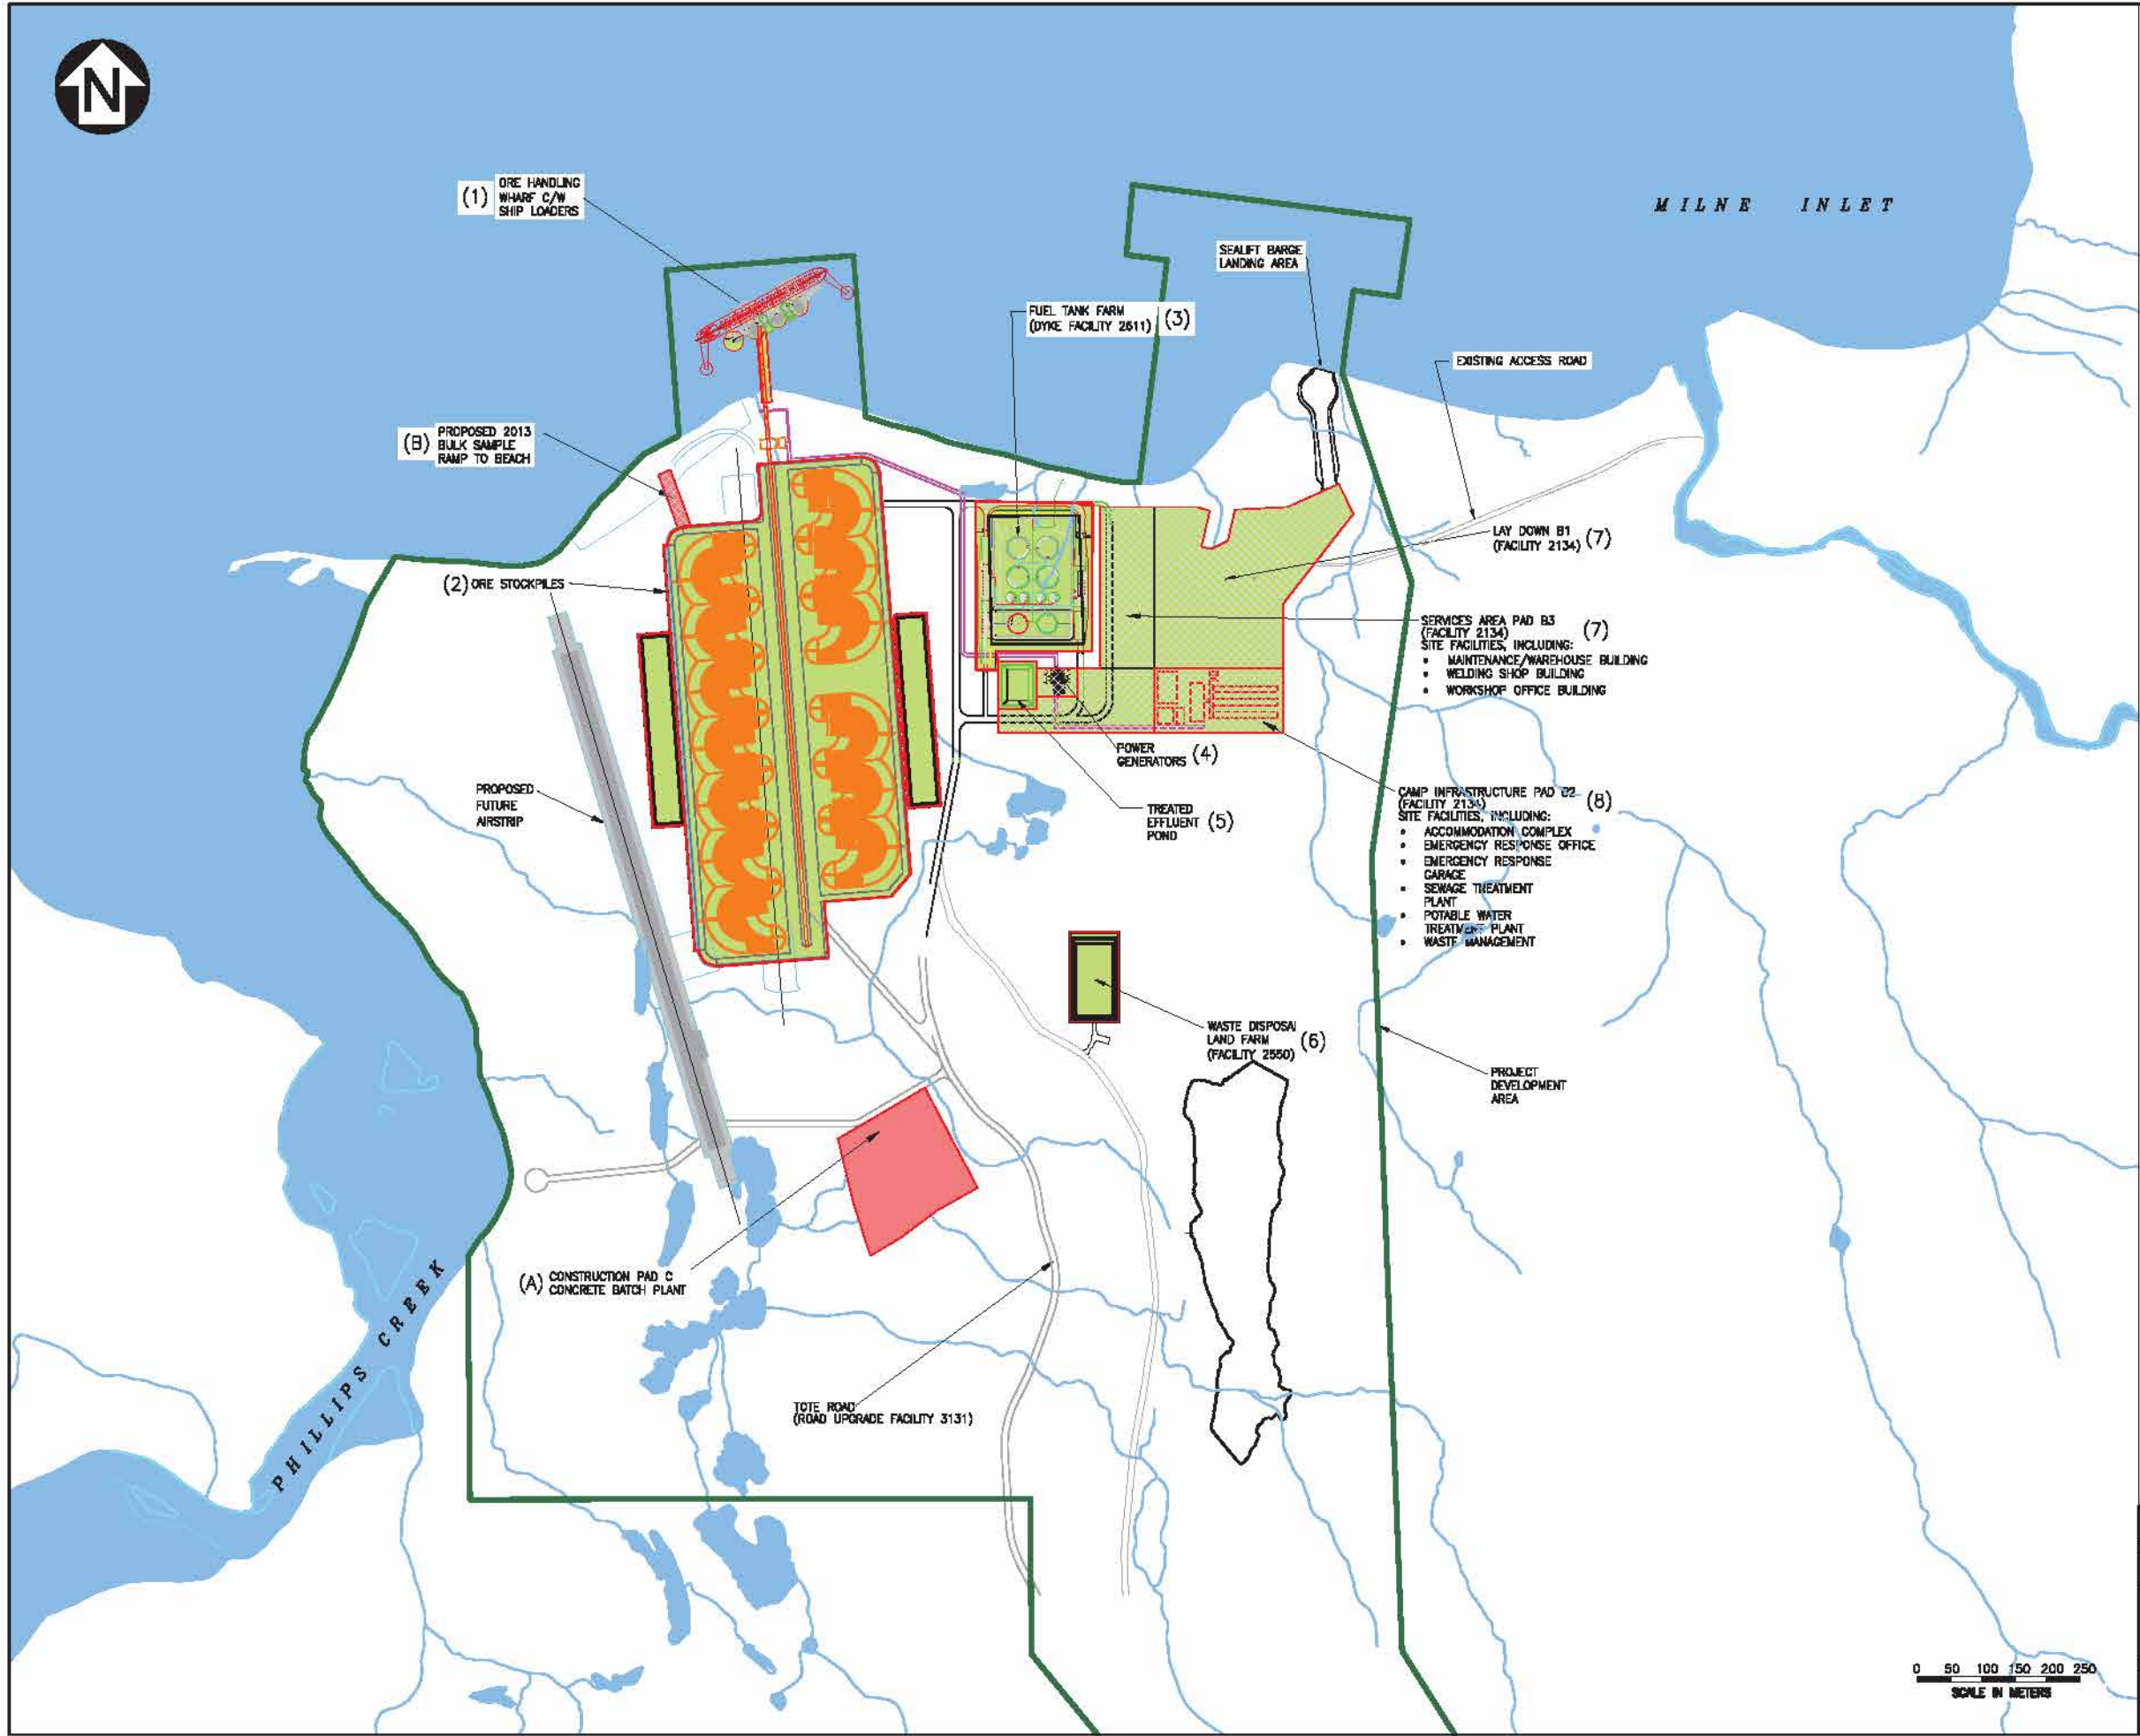 N
MILNE INLET
(1) ORE HANDLING
WHARF C/W
SHIP LOADERS
SEALIFT BARGE
LANDING AREA
FUEL TANK FARM
(DYKE FACILITY 2611) (3)
EXISTING ACCESS ROAD
(B) PROPOSED 2013
BULK SAMPLE
RAMP TO BEACH
LAY DOWN B1
(FACILITY 2134) (7)
(2) ORE STOCKPILES
SERVICES AREA PAD B3
(FACILITY 2134) (7)
SITE FACILITIES, INCLUDING:
• MAINTENANCE/WAREHOUSE BUILDING
• WELDING SHOP BUILDING
• WORKSHOP OFFICE BUILDING
POWER
GENERATORS (4)
PROPOSED
FUTURE
AIRSTRIP
TREATED
EFFLUENT (5)
POND
CAMP INFRASTRUCTURE PAD B2
(FACILITY 2134) (8)
SITE FACILITIES, INCLUDING:
• ACCOMMODATION COMPLEX
• EMERGENCY RESPONSE OFFICE
• EMERGENCY RESPONSE
GARAGE
• SEWAGE TREATMENT
PLANT
• POTABLE WATER
TREATMENT PLANT
• WASTE MANAGEMENT
WASTE DISPOSAL
LAND FARM (6)
(FACILITY 2550)
PROJECT
DEVELOPMENT
AREA
(A) CONSTRUCTION PAD C
CONCRETE BATCH PLANT
PHILLIPS CREEK
TOTE ROAD
(ROAD UPGRADE FACILITY 3131)
0 50 100 150 200 250
SCALE IN METERS